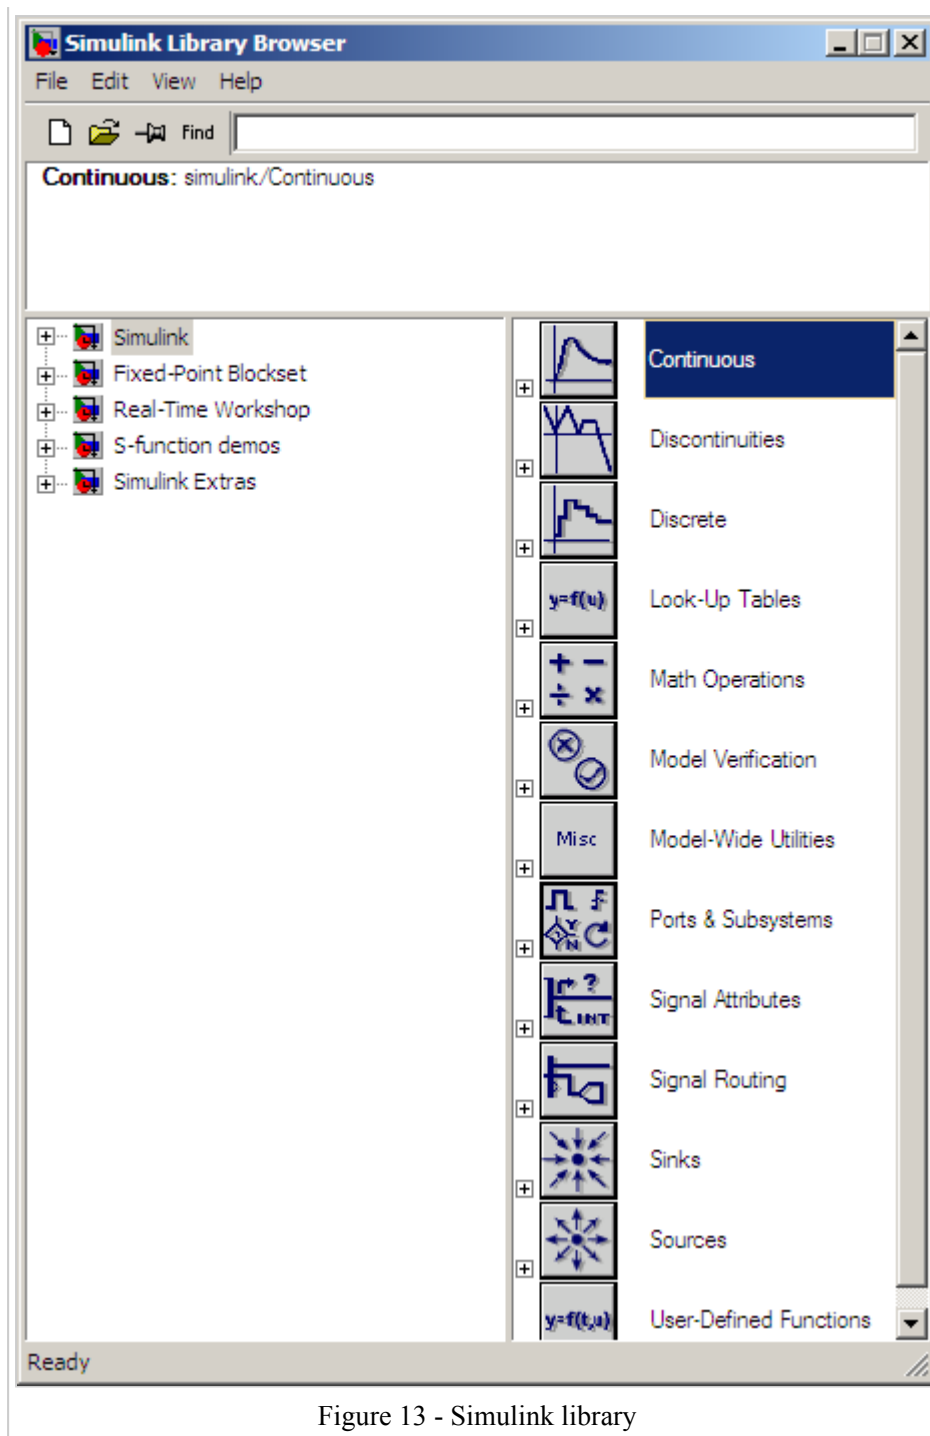 Simulink Library Browser
File Edit View Help
Find
Continuous: simulink/Continuous
Simulink
Fixed-Point Blockset
Real-Time Workshop
S-function demos
Simulink Extras
Continuous
Discontinuities
Discrete
y=f(u) Look-Up Tables
Math Operations
Model Verification
Misc Model-Wide Utilities
Y N Ports & Subsystems
? t INT Signal Attributes
Signal Routing
Sinks
Sources
y=f(t,u) User-Defined Functions
Ready
Figure 13 - Simulink library